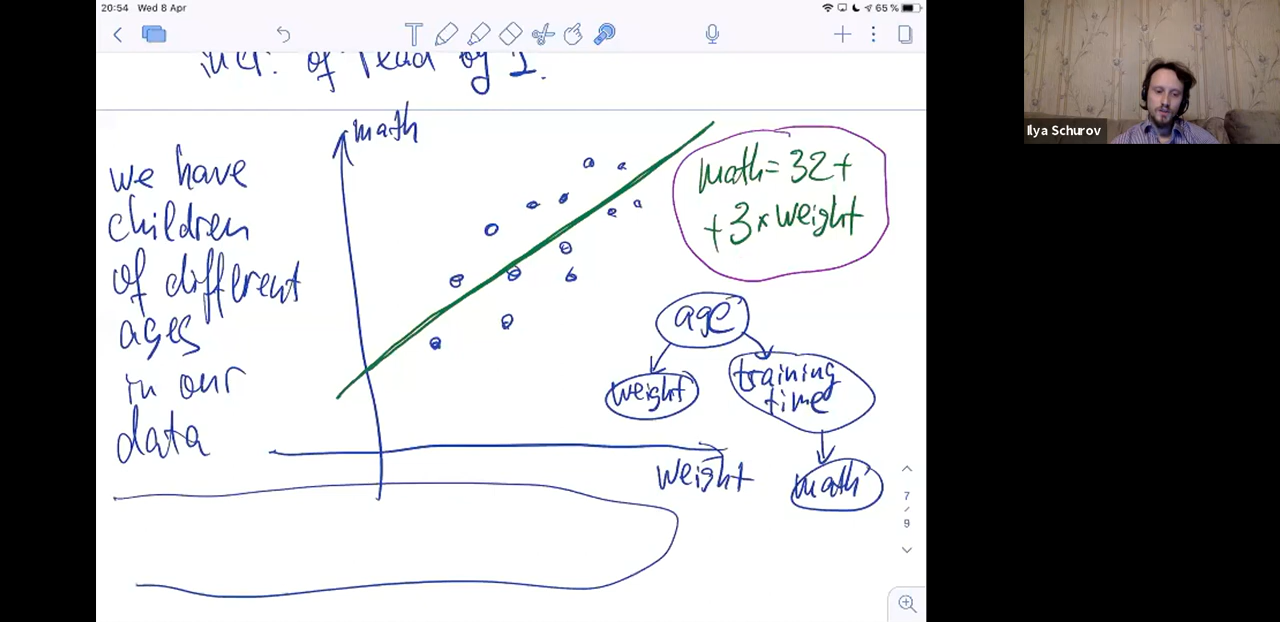 20:54 Wed 8 Apr
65 %
T
of read by 1.
math
we have
children
of different
ages
in our
data
math = 32 +
+ 3 × weight
age
weight
training
time
math
weight
7
/
9
Ilya Schurov